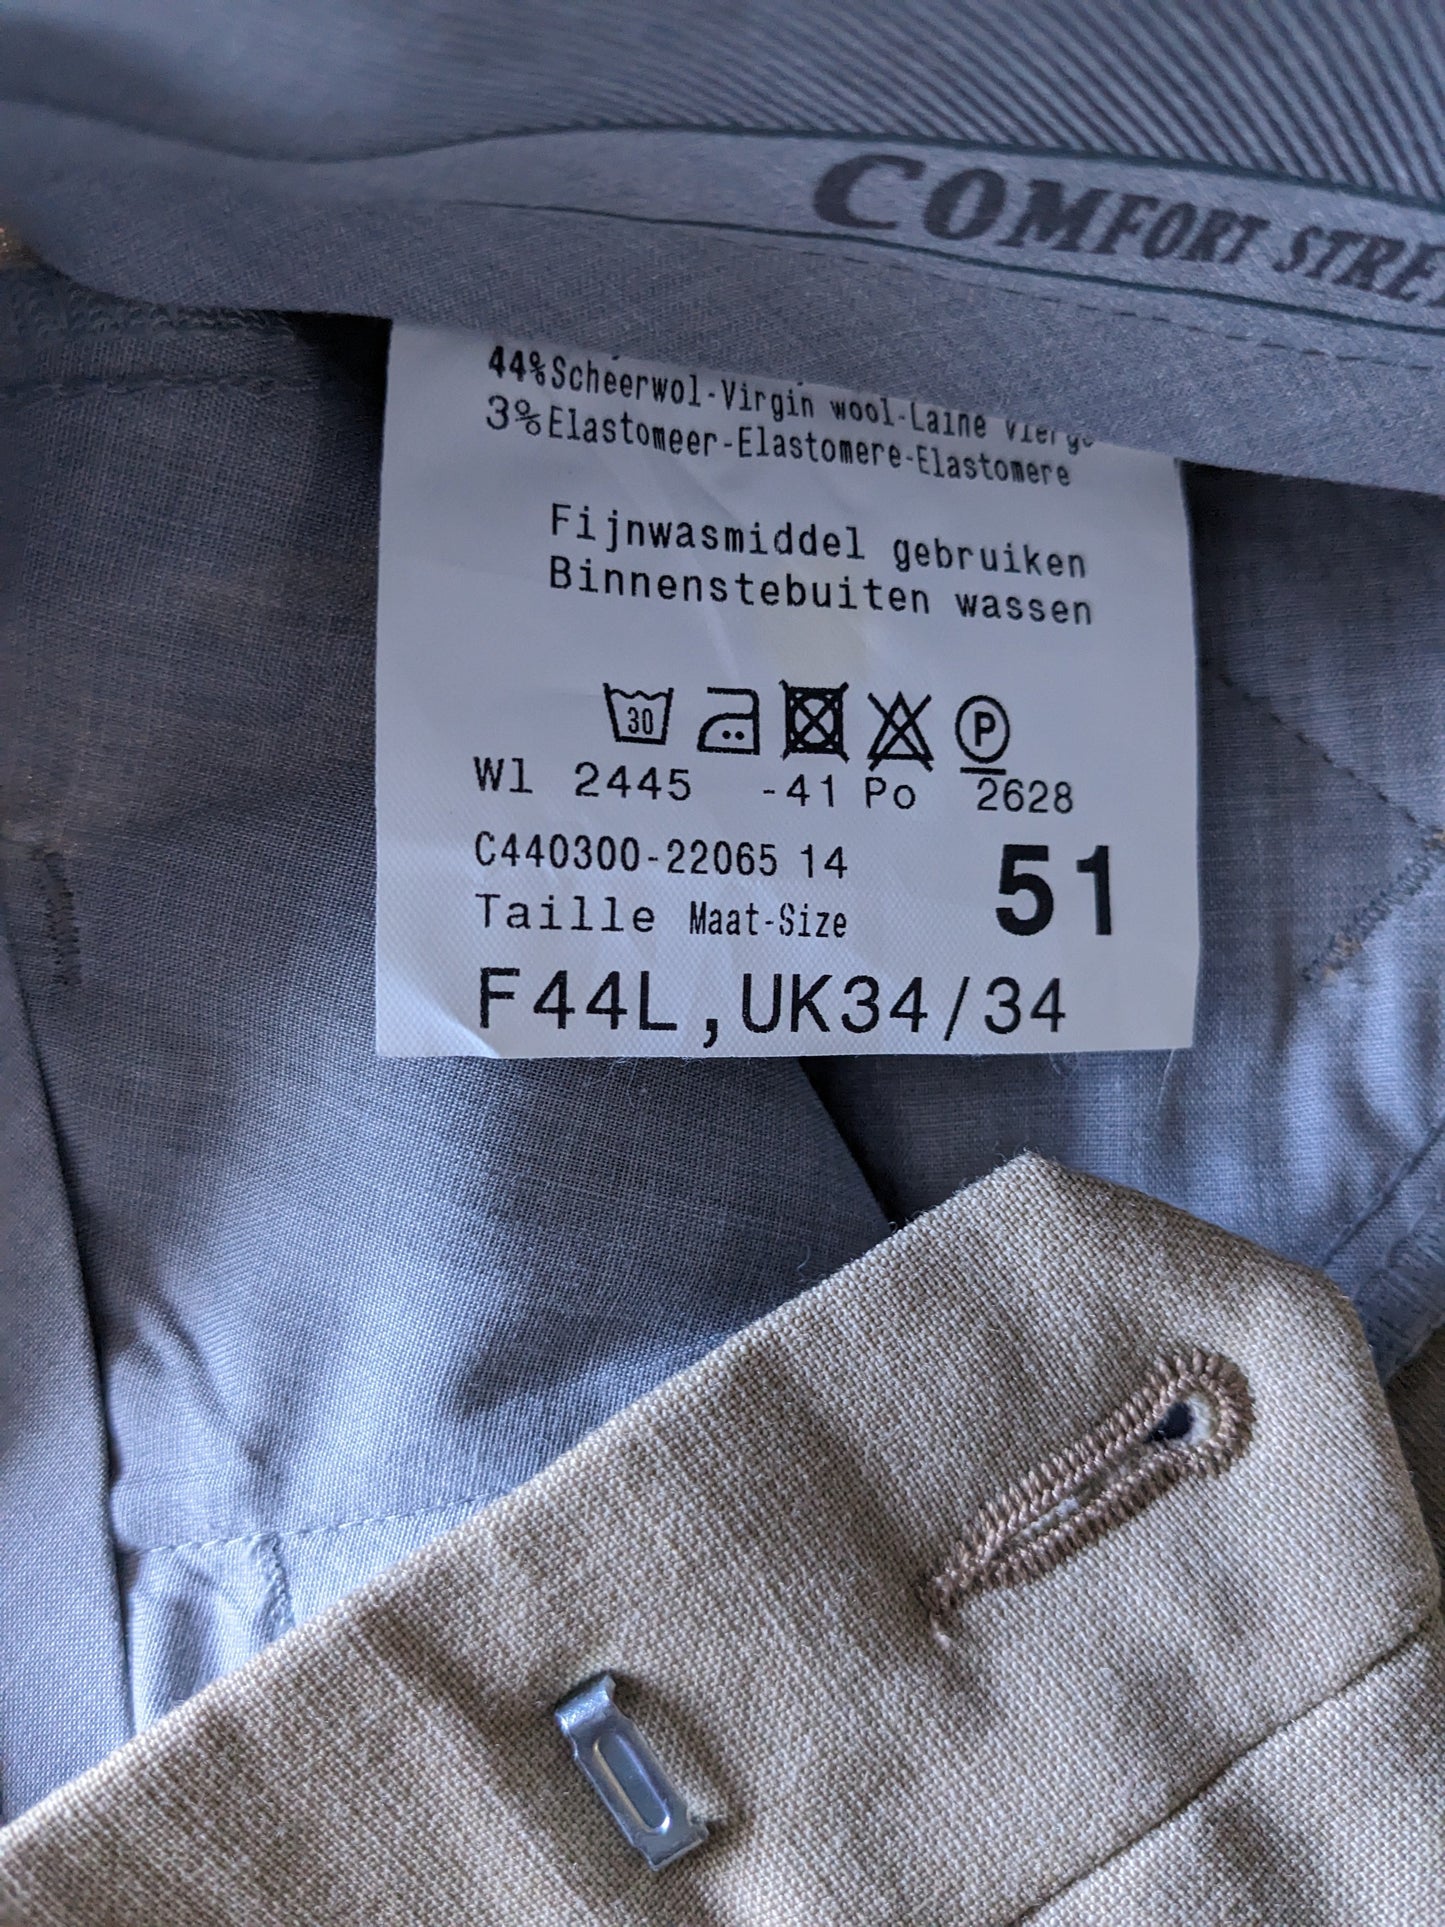 COMFORT
44%Scheerwol-Virgin wool-Laine Vierge
3%Elastomeer-Elastomere-Elastomere
Fijnwasmiddel gebruiken
Binnenstebuiten wassen
30 P
Wl 2445 -41 Po 2628
C440300-22065 14
51
Taille Maat-Size
F44L,UK34/34